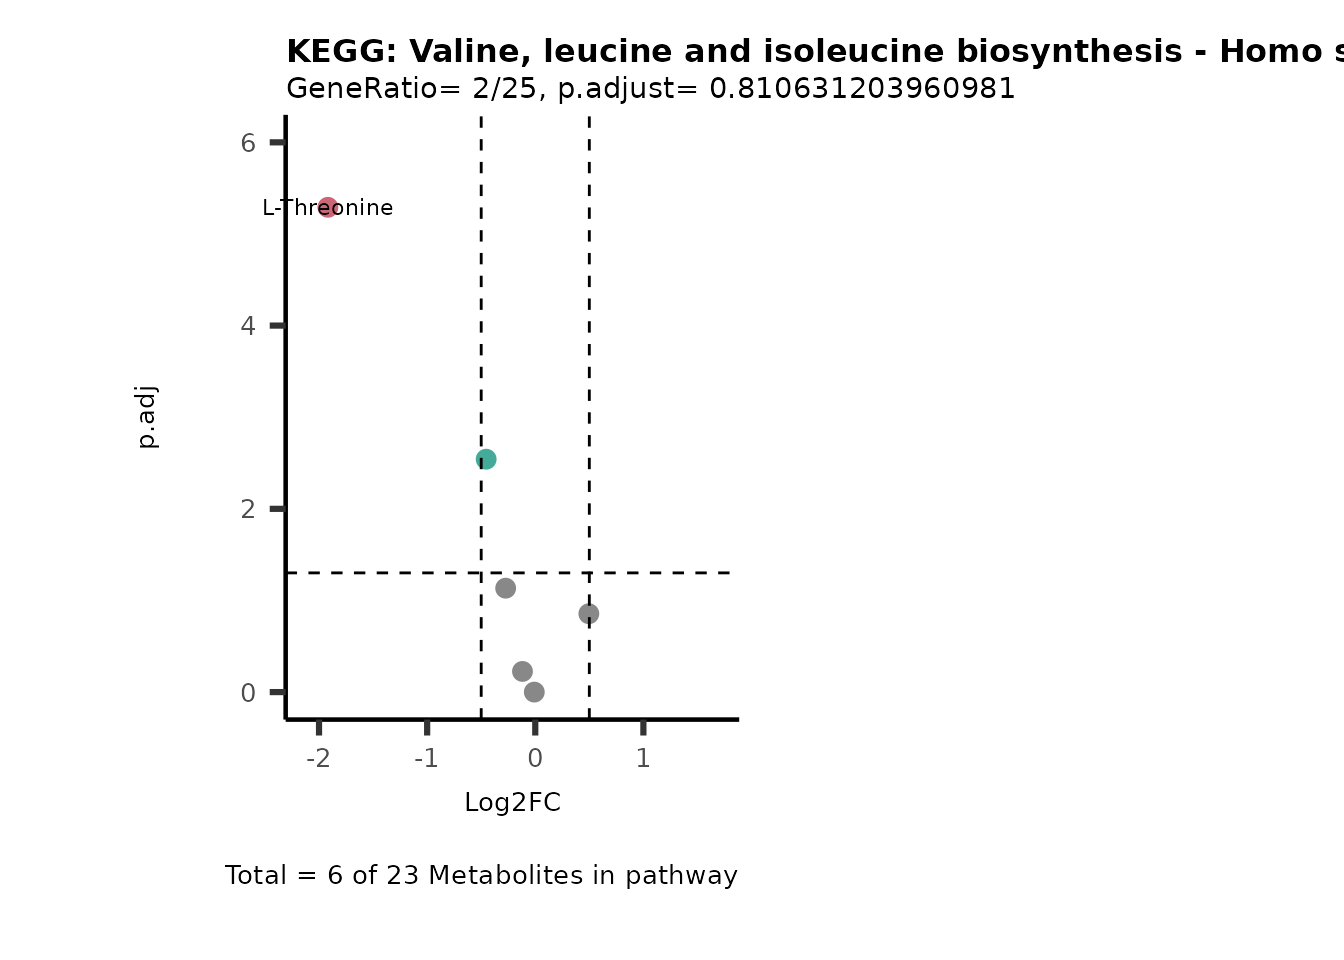 KEGG: Valine, leucine and isoleucine biosynthesis - Homo s
GeneRatio= 2/25, p.adjust= 0.810631203960981
6
L-Threonine
4
p.adj
2
0
-2 -1 0 1
Log2FC
Total = 6 of 23 Metabolites in pathway